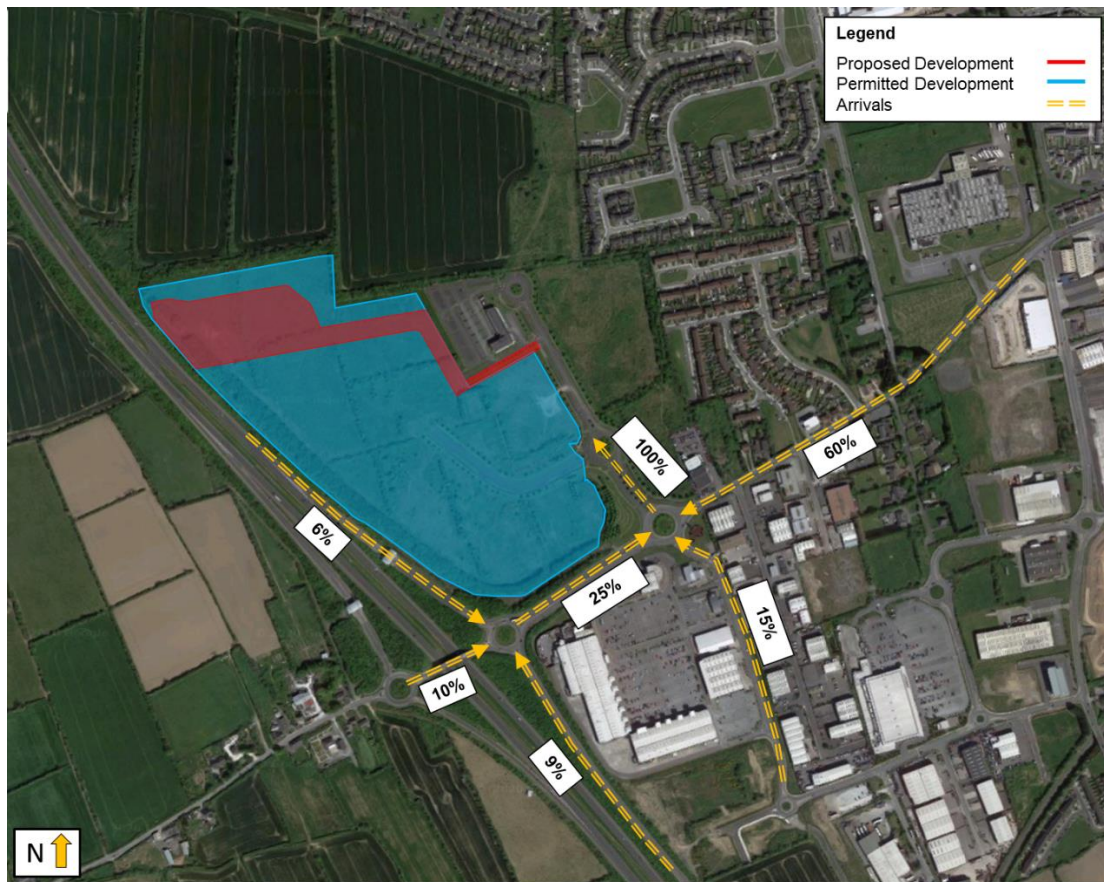 Legend
Proposed Development
Permitted Development
Arrivals
100%
60%
6%
25%
15%
10%
9%
N